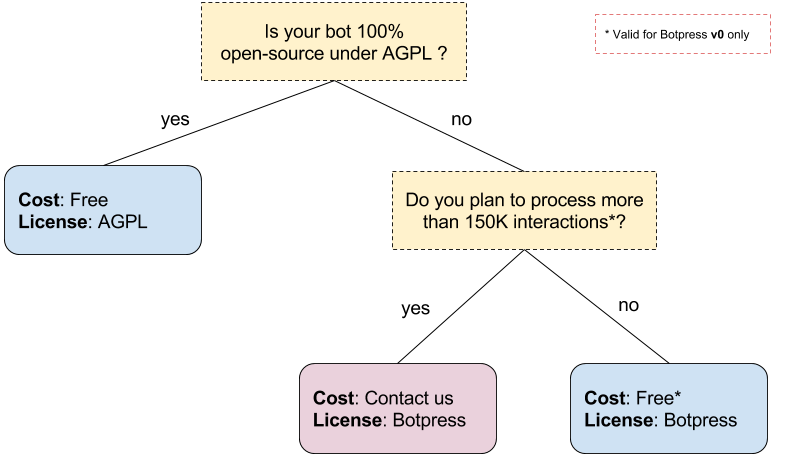 Is your bot 100%
open-source under AGPL ?
* Valid for Botpress v0 only
yes
no
Cost: Free
License: AGPL
Do you plan to process more
than 150K interactions*?
yes
no
Cost: Contact us
License: Botpress
Cost: Free*
License: Botpress